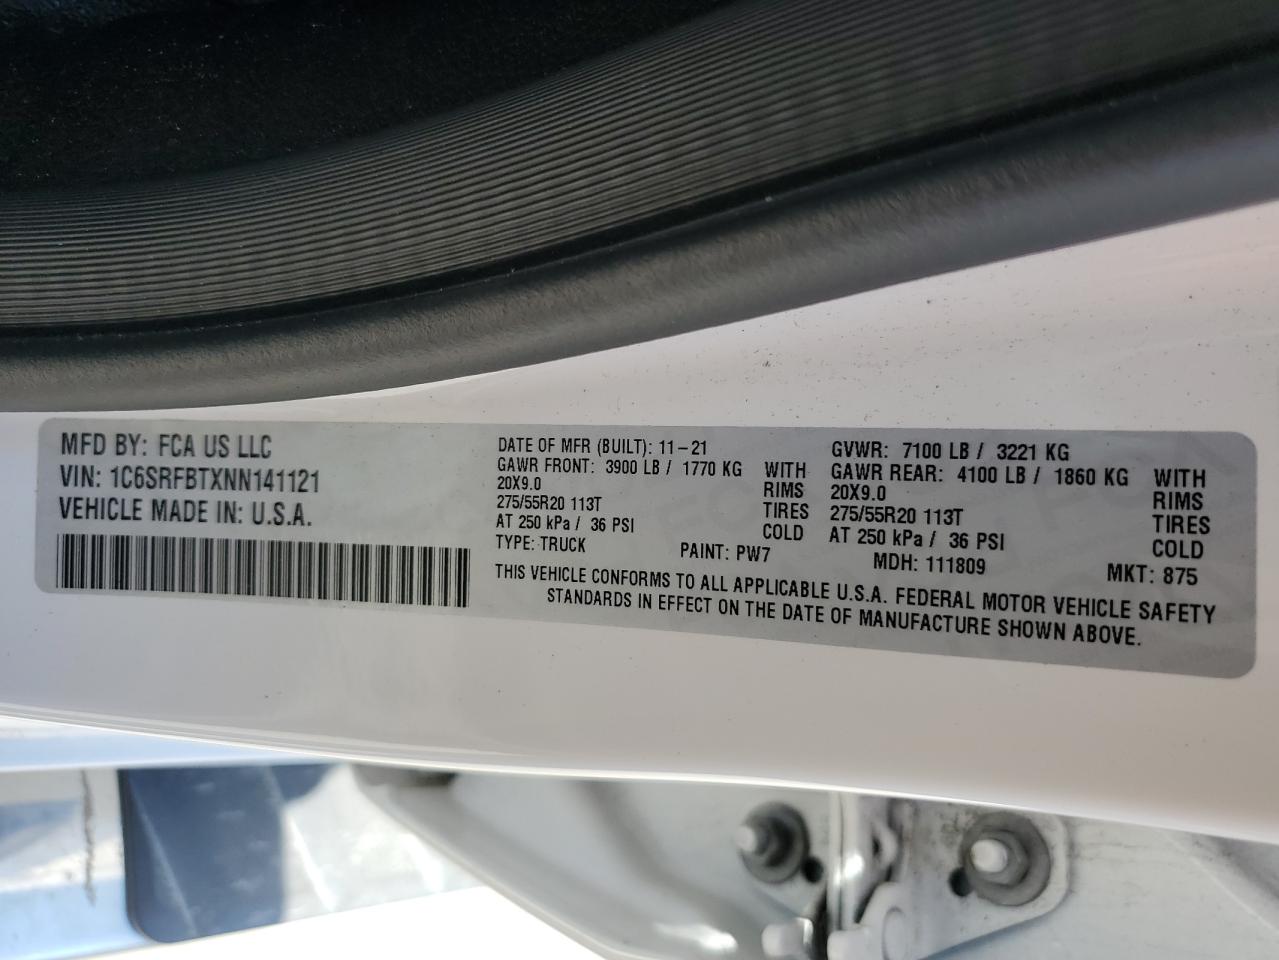 MFD BY: FCA US LLC
VIN: 1C6SRFBTXNN141121
VEHICLE MADE IN: U.S.A.
DATE OF MFR (BUILT): 11-21
GAWR FRONT: 3900 LB / 1770 KG WITH
20X9.0 RIMS
275/55R20 113T TIRES
AT 250 kPa / 36 PSI COLD
TYPE: TRUCK PAINT: PW7
GVWR: 7100 LB / 3221 KG
GAWR REAR: 4100 LB / 1860 KG WITH
20X9.0 RIMS
275/55R20 113T TIRES
AT 250 kPa / 36 PSI COLD
MDH: 111809 MKT: 875
THIS VEHICLE CONFORMS TO ALL APPLICABLE U.S.A. FEDERAL MOTOR VEHICLE SAFETY
STANDARDS IN EFFECT ON THE DATE OF MANUFACTURE SHOWN ABOVE.